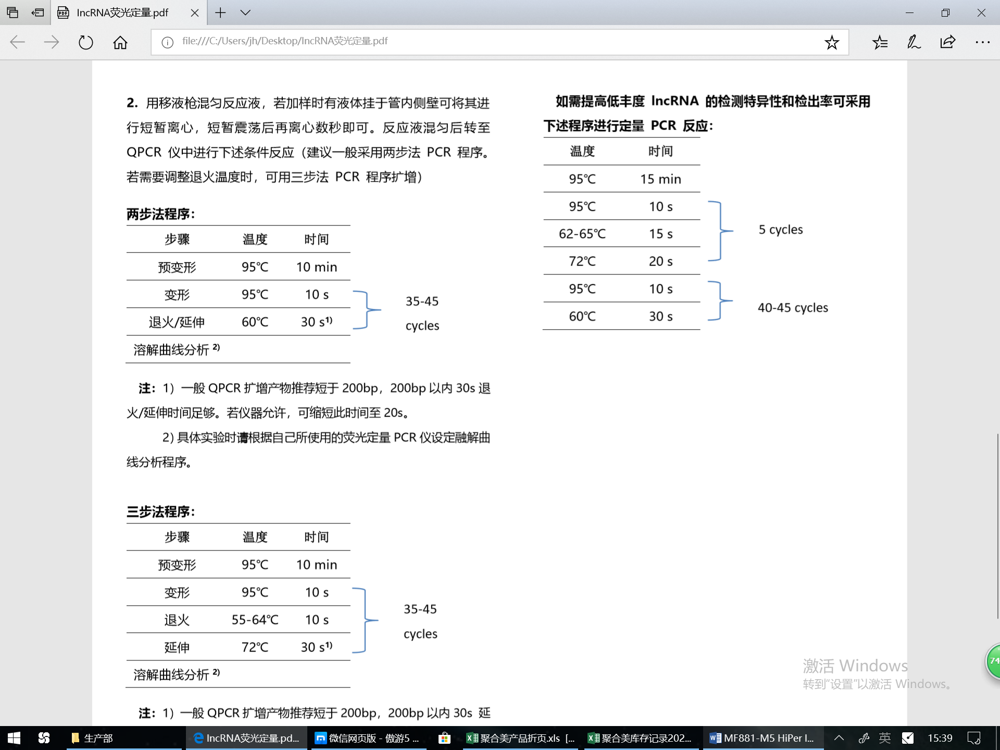 lncRNA荧光定量.pdf
file:///C:/Users/jh/Desktop/lncRNA荧光定量.pdf
2. 用移液枪混匀反应液，若加样时有液体挂于管内侧壁可将其进
行短暂离心，短暂震荡后再离心数秒即可。反应液混匀后转至
QPCR 仪中进行下述条件反应（建议一般采用两步法 PCR 程序。
若需要调整退火温度时，可用三步法 PCR 程序扩增）
两步法程序：
步骤 温度 时间
预变形 95℃ 10 min
变形 95℃ 10 s
退火/延伸 60℃ 30 s¹⁾
35-45
cycles
溶解曲线分析 ²⁾
注：1）一般 QPCR 扩增产物推荐短于 200bp，200bp 以内 30s 退
火/延伸时间足够。若仪器允许，可缩短此时间至 20s。
2) 具体实验时请根据自己所使用的荧光定量 PCR 仪设定融解曲
线分析程序。
三步法程序：
步骤 温度 时间
预变形 95℃ 10 min
变形 95℃ 10 s
退火 55-64℃ 10 s
延伸 72℃ 30 s¹⁾
35-45
cycles
溶解曲线分析 ²⁾
注：1）一般 QPCR 扩增产物推荐短于 200bp，200bp 以内 30s 延
如需提高低丰度 lncRNA 的检测特异性和检出率可采用
下述程序进行定量 PCR 反应：
温度 时间
95℃ 15 min
95℃ 10 s
62-65℃ 15 s
72℃ 20 s
5 cycles
95℃ 10 s
60℃ 30 s
40-45 cycles
激活 Windows
转到“设置”以激活 Windows。
74
生产部
lncRNA荧光定量.pd...
微信网页版 - 傲游5 ...
聚合美产品折页.xls [...
聚合美库存记录202...
MF881-M5 HiPer l...
英
15:39